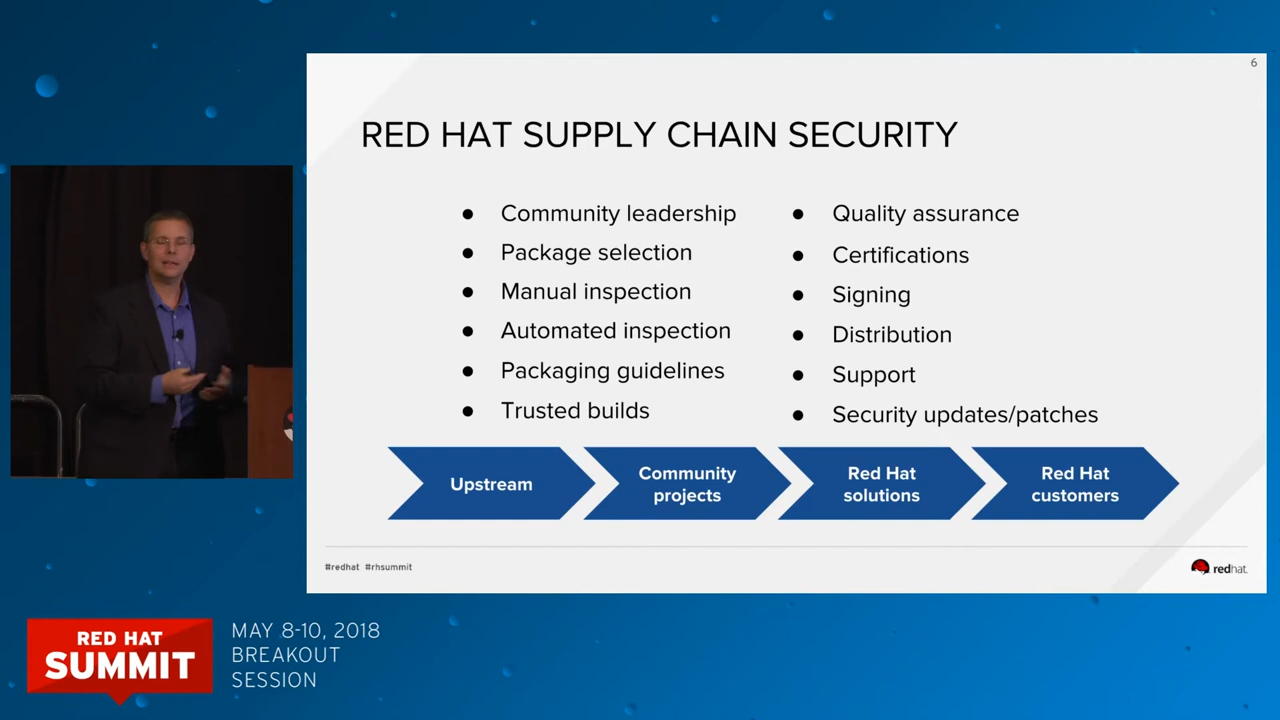 6
RED HAT SUPPLY CHAIN SECURITY
● Community leadership
● Package selection
● Manual inspection
● Automated inspection
● Packaging guidelines
● Trusted builds
● Quality assurance
● Certifications
● Signing
● Distribution
● Support
● Security updates/patches
Upstream
Community
projects
Red Hat
solutions
Red Hat
customers
#redhat #rhsummit
redhat.
RED HAT
SUMMIT
MAY 8-10, 2018
BREAKOUT
SESSION